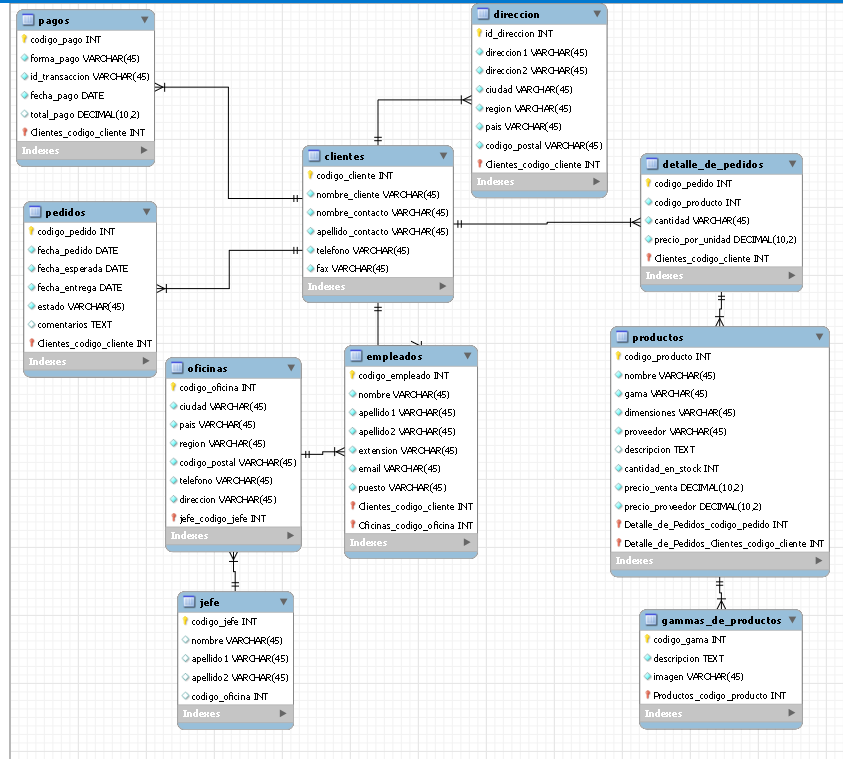 pagos
codigo_pago INT
forma_pago VARCHAR(45)
id_transaccion VARCHAR(45)
fecha_pago DATE
total_pago DECIMAL(10,2)
Clientes_codigo_cliente INT
Indexes
direccion
id_direccion INT
direccion1 VARCHAR(45)
direccion2 VARCHAR(45)
ciudad VARCHAR(45)
region VARCHAR(45)
pais VARCHAR(45)
codigo_postal VARCHAR(45)
Clientes_codigo_cliente INT
Indexes
clientes
codigo_cliente INT
nombre_cliente VARCHAR(45)
nombre_contacto VARCHAR(45)
apellido_contacto VARCHAR(45)
telefono VARCHAR(45)
fax VARCHAR(45)
Indexes
detalle_de_pedidos
codigo_pedido INT
codigo_producto INT
cantidad VARCHAR(45)
precio_por_unidad DECIMAL(10,2)
Clientes_codigo_cliente INT
Indexes
pedidos
codigo_pedido INT
fecha_pedido DATE
fecha_esperada DATE
fecha_entrega DATE
estado VARCHAR(45)
comentarios TEXT
Clientes_codigo_cliente INT
Indexes
oficinas
codigo_oficina INT
ciudad VARCHAR(45)
pais VARCHAR(45)
region VARCHAR(45)
codigo_postal VARCHAR(45)
telefono VARCHAR(45)
direccion VARCHAR(45)
jefe_codigo_jefe INT
Indexes
empleados
codigo_empleado INT
nombre VARCHAR(45)
apellido1 VARCHAR(45)
apellido2 VARCHAR(45)
extension VARCHAR(45)
email VARCHAR(45)
puesto VARCHAR(45)
Clientes_codigo_cliente INT
Oficinas_codigo_oficina INT
Indexes
productos
codigo_producto INT
nombre VARCHAR(45)
gama VARCHAR(45)
dimensiones VARCHAR(45)
proveedor VARCHAR(45)
descripcion TEXT
cantidad_en_stock INT
precio_venta DECIMAL(10,2)
precio_proveedor DECIMAL(10,2)
Detalle_de_Pedidos_codigo_pedido INT
Detalle_de_Pedidos_Clientes_codigo_cliente INT
Indexes
jefe
codigo_jefe INT
nombre VARCHAR(45)
apellido1 VARCHAR(45)
apellido2 VARCHAR(45)
codigo_oficina INT
Indexes
gammas_de_productos
codigo_gama INT
descripcion TEXT
imagen VARCHAR(45)
Productos_codigo_producto INT
Indexes